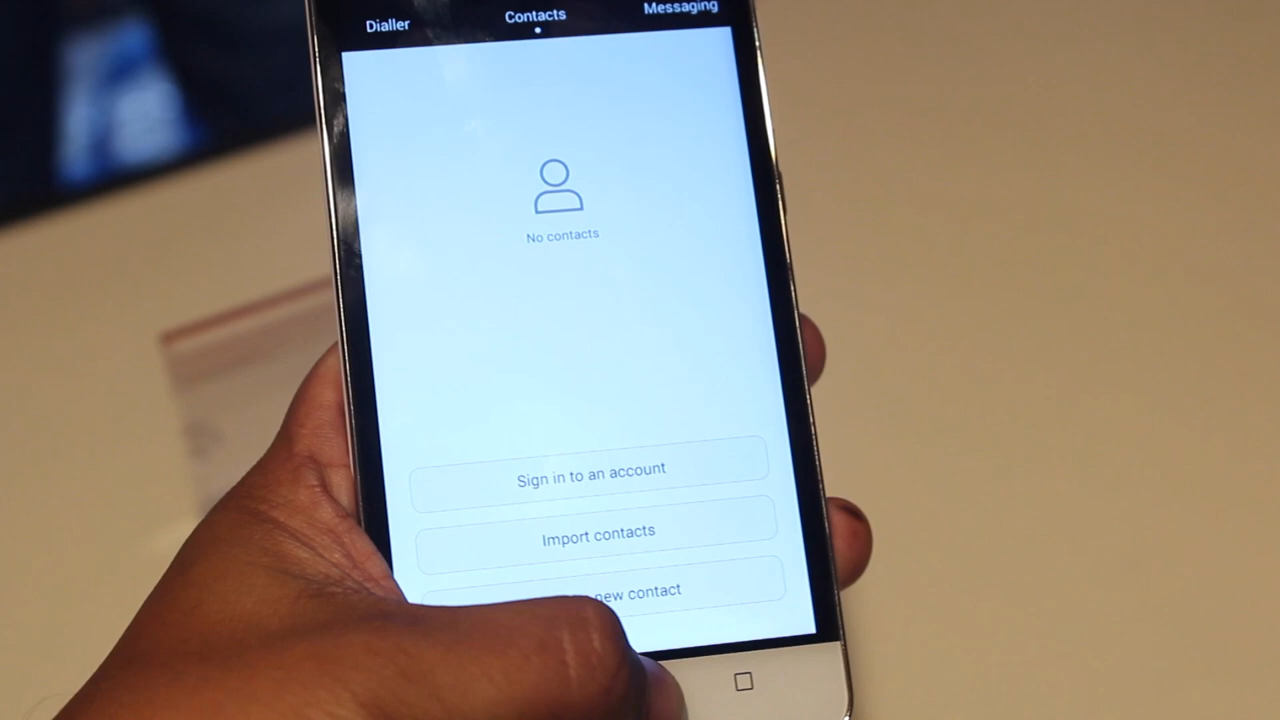 Dialler
Contacts
Messaging
No contacts
Sign in to an account
Import contacts
new contact